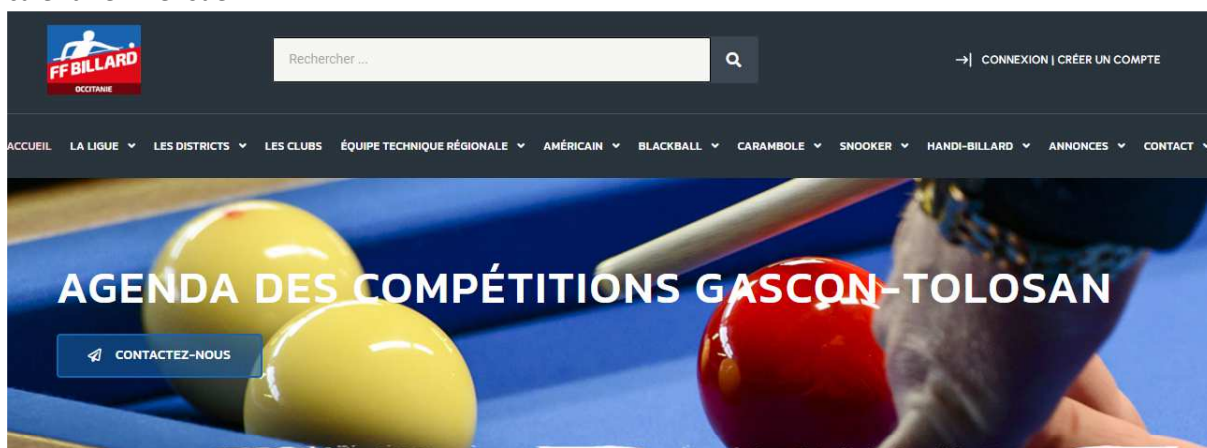 FF BILLARD
OCCITANIE
Rechercher ...
CONNEXION | CRÉER UN COMPTE
ACCUEIL LA LIGUE LES DISTRICTS LES CLUBS ÉQUIPE TECHNIQUE RÉGIONALE AMÉRICAIN BLACKBALL CARAMBOLE SNOOKER HANDI-BILLARD ANNONCES CONTACT
AGENDA DES COMPÉTITIONS GASCON-TOLOSAN
CONTACTEZ-NOUS